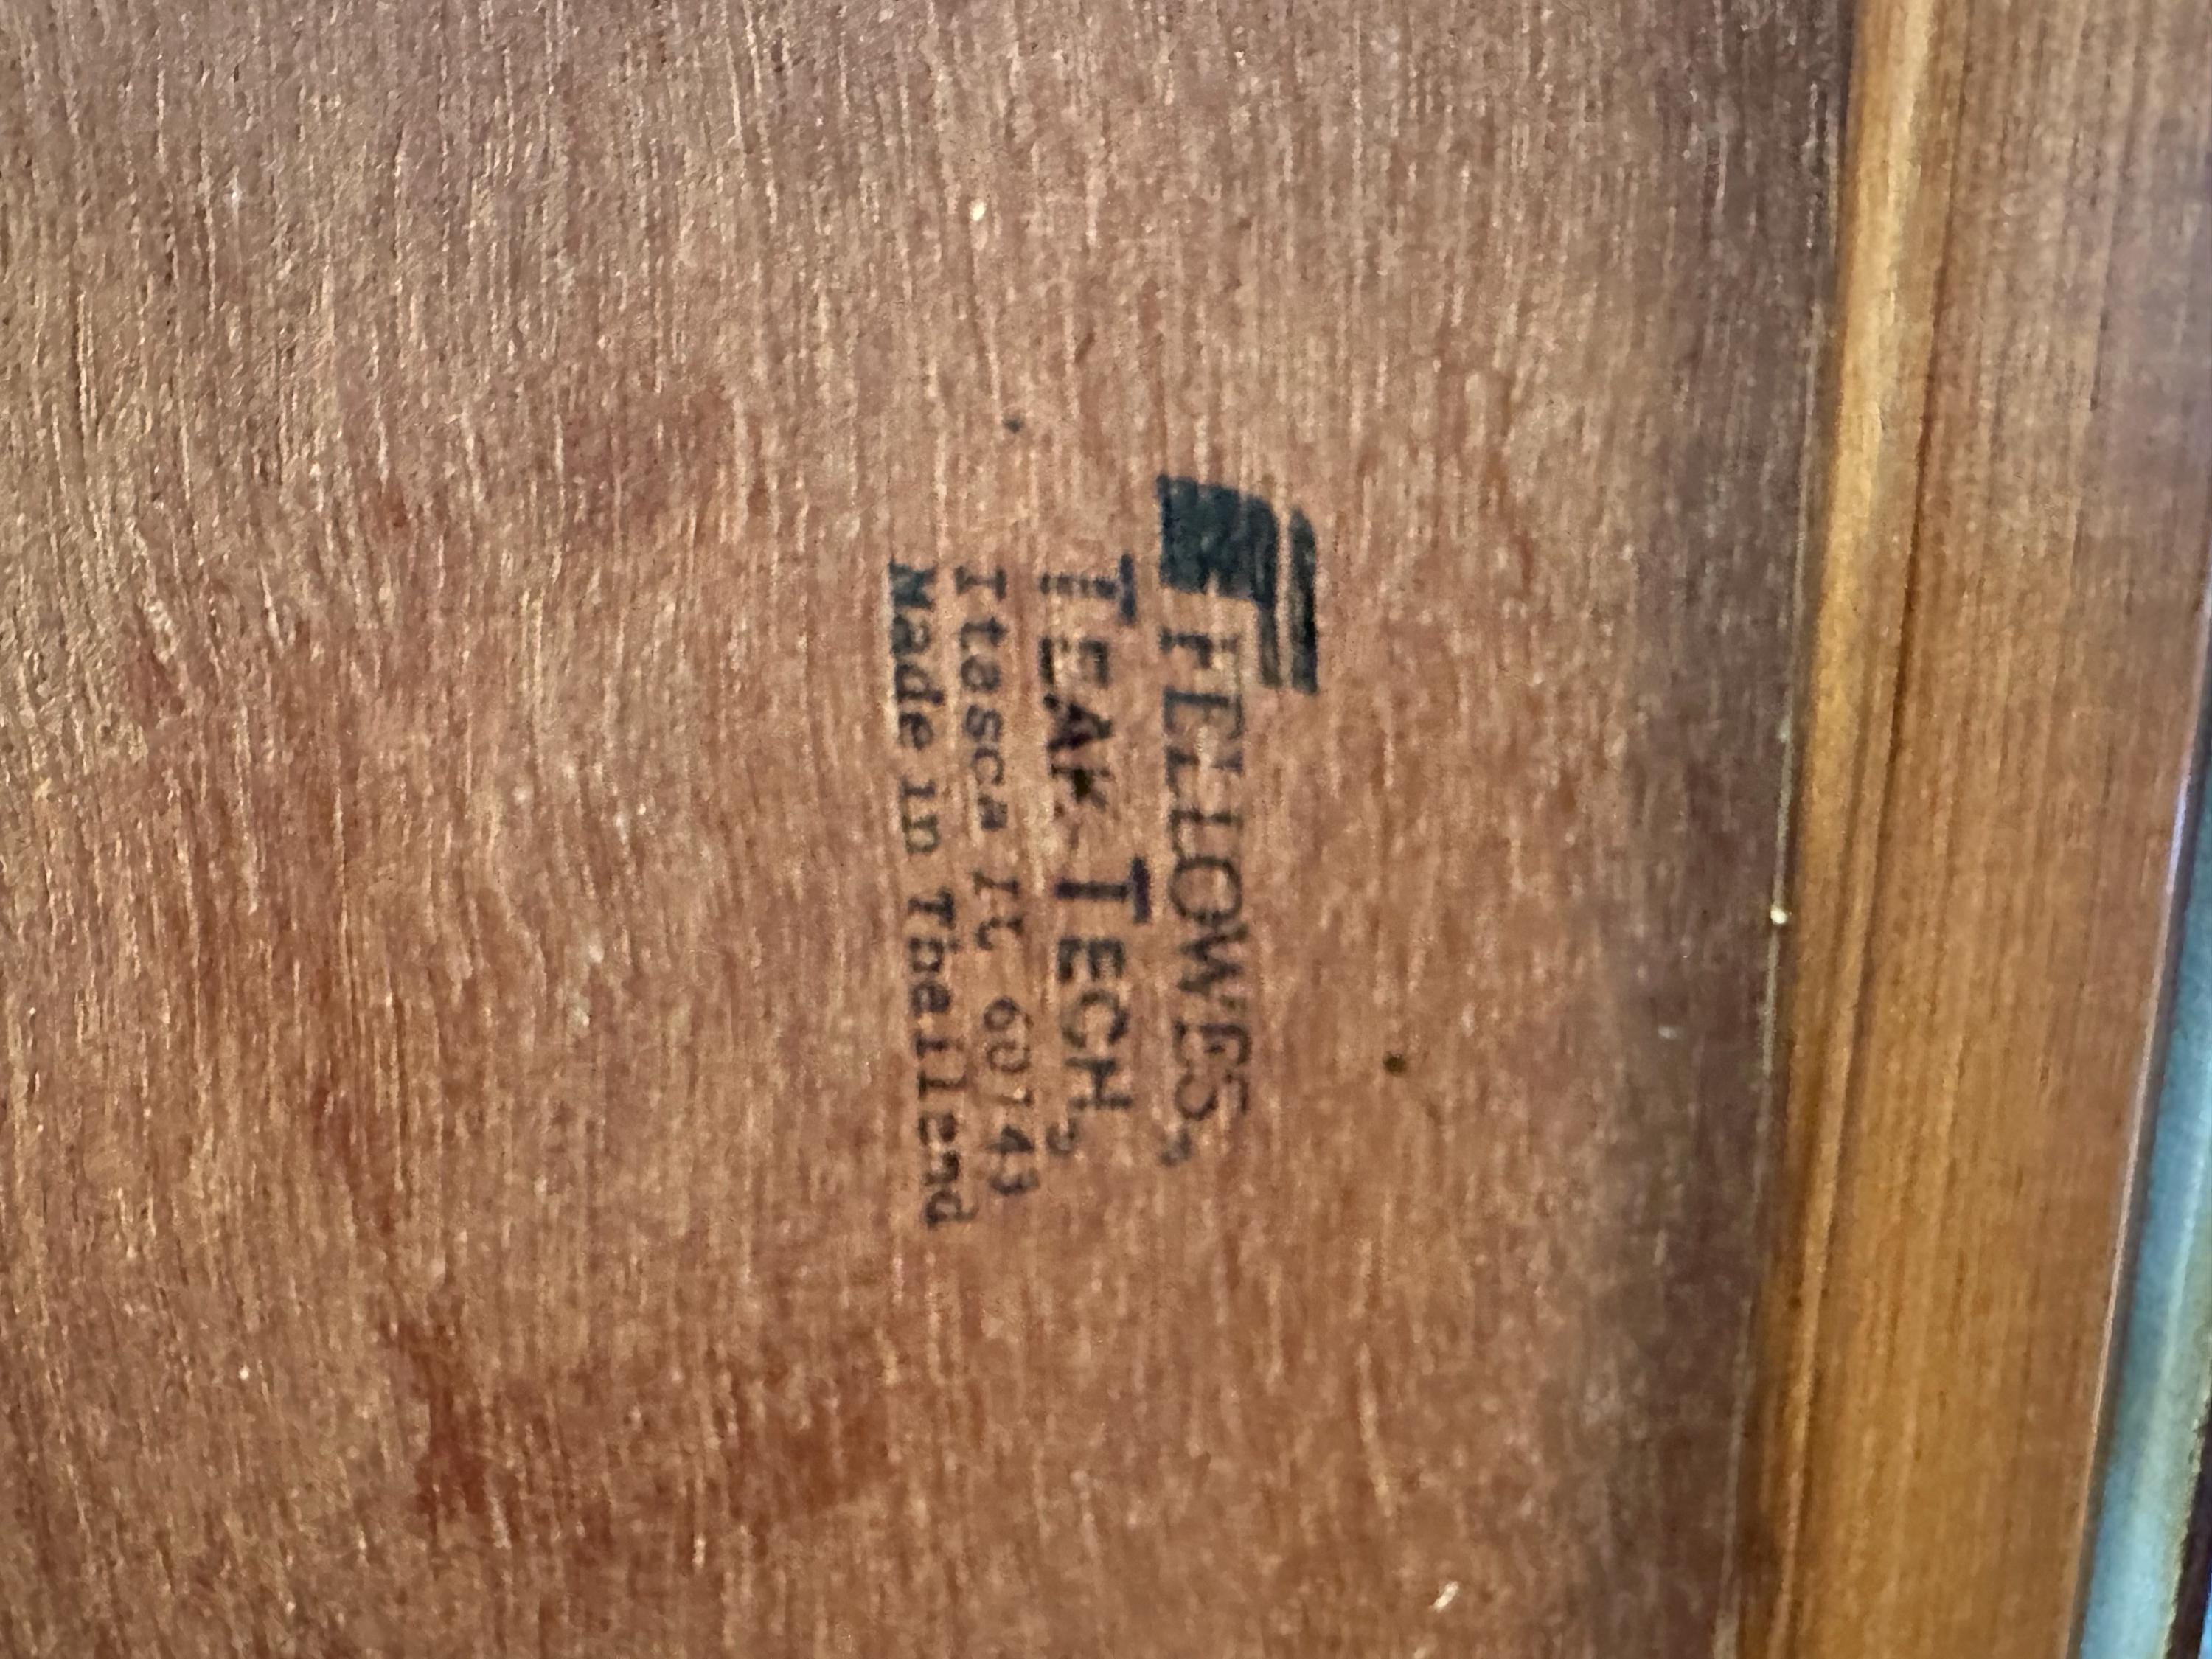 FELLOWES
TEAK TECH
Itasca IL 60143
Made in Thailand